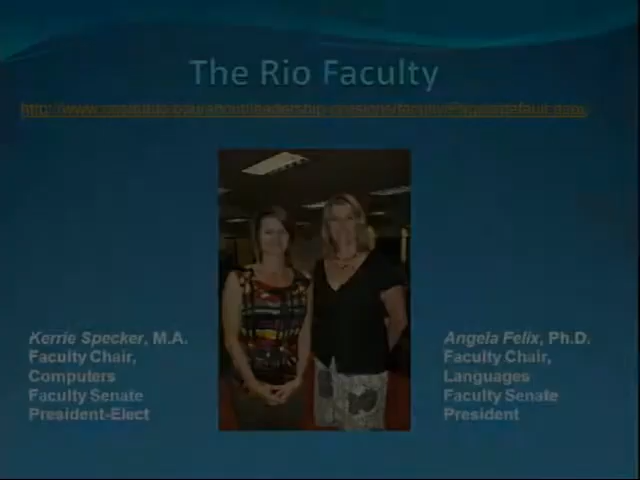 The Rio Faculty
Kerrie Specker, M.A.
Faculty Chair,
Computers
Faculty Senate
President-Elect
Angela Felix, Ph.D.
Faculty Chair,
Languages
Faculty Senate
President